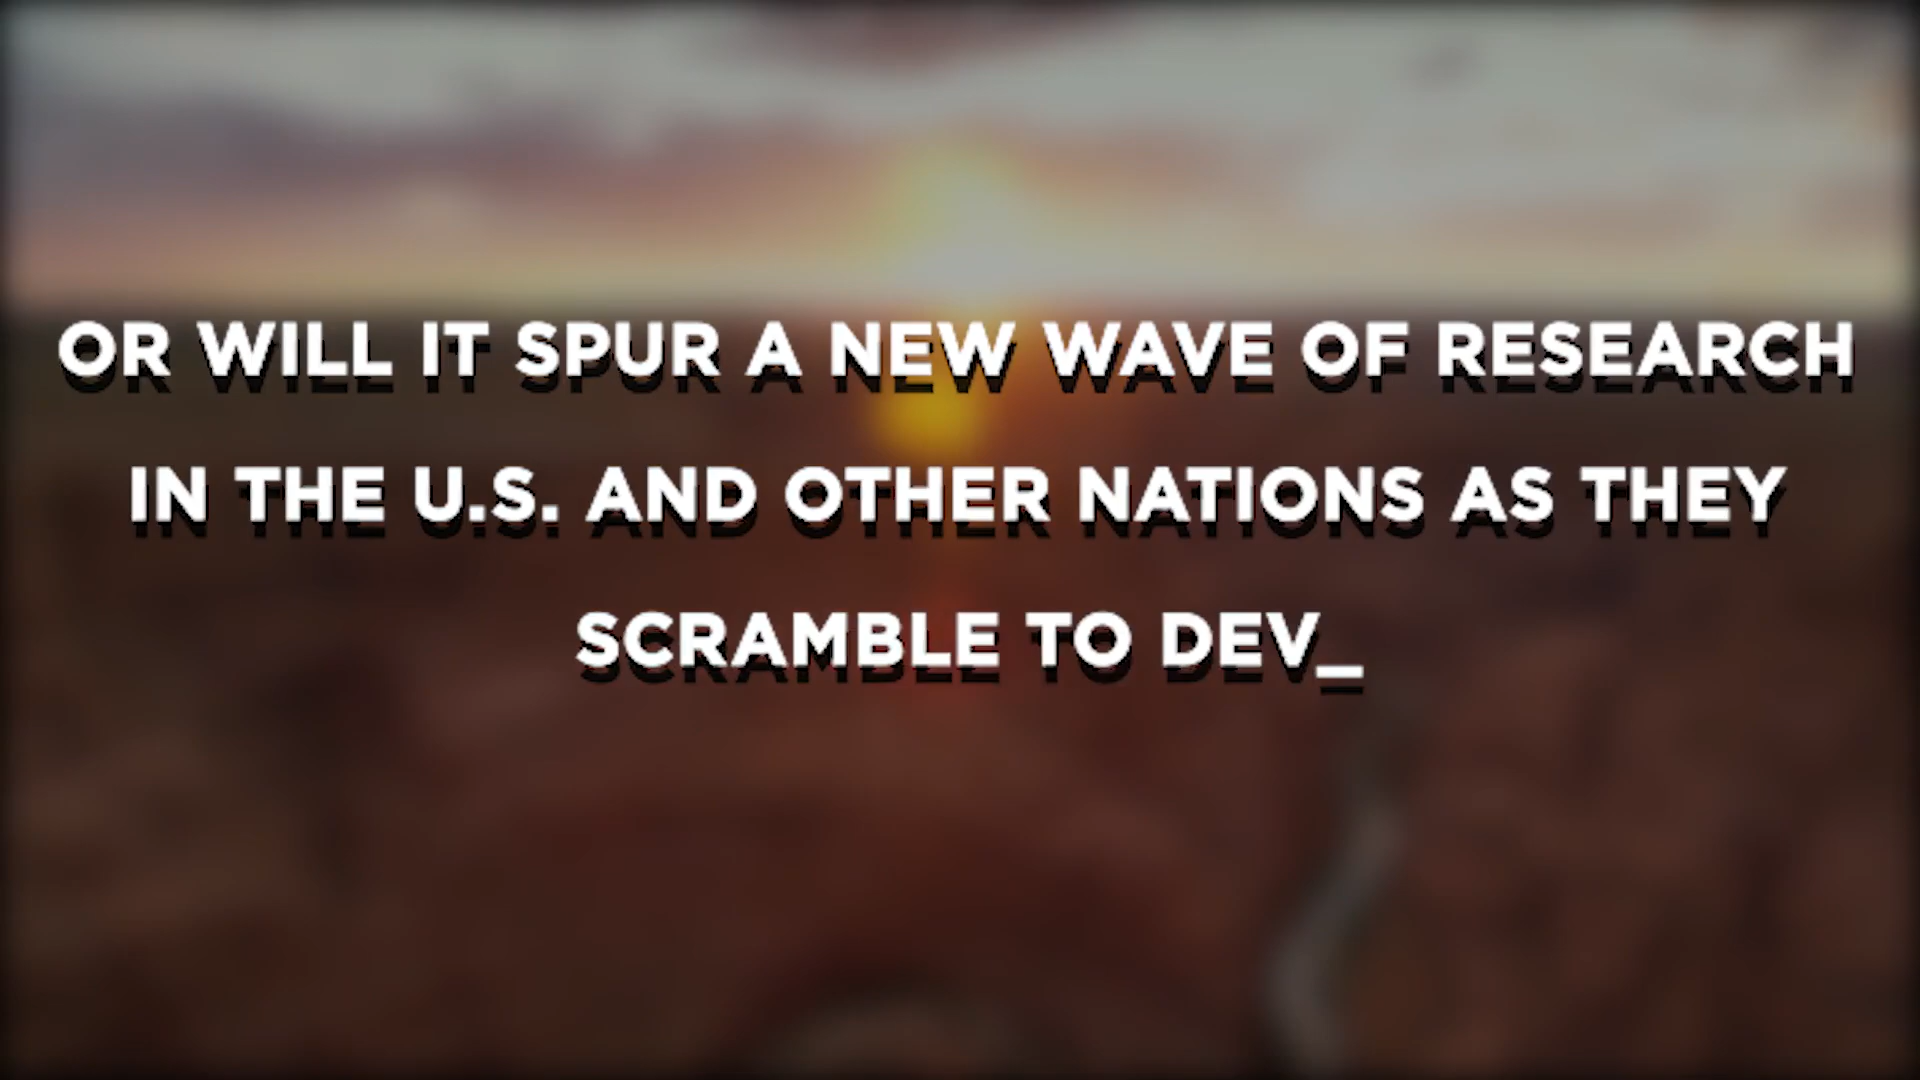 OR WILL IT SPUR A NEW WAVE OF RESEARCH
IN THE U.S. AND OTHER NATIONS AS THEY
SCRAMBLE TO DEV_